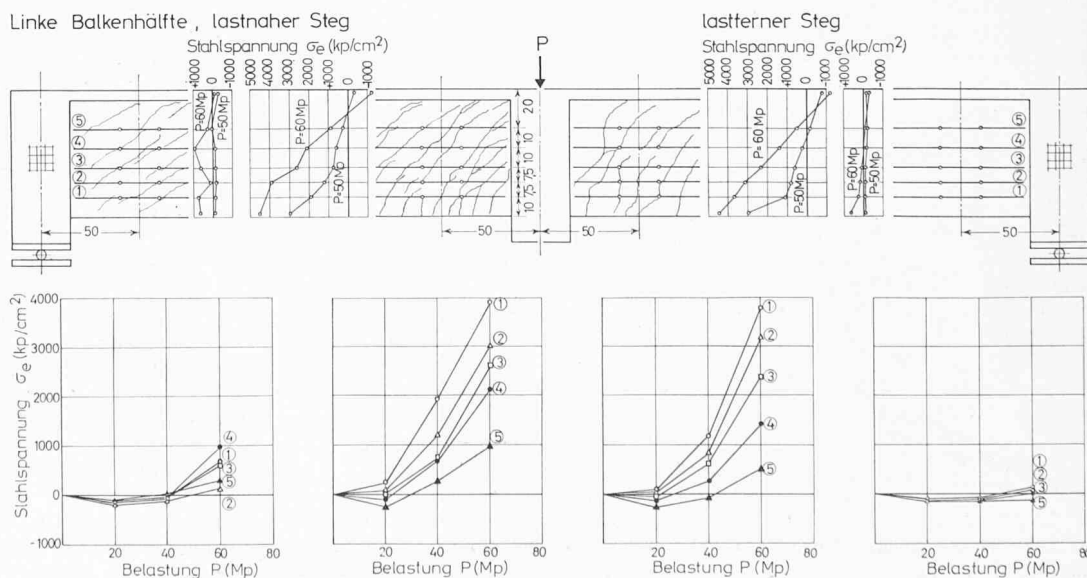 Linke Balkenhälfte, lastnaher Steg
lastferner Steg
Stahlspannung σe (kp/cm²)
P
Stahlspannung σe (kp/cm²)
+1000
0
-1000
5000
4000
3000
2000
+1000
0
-1000
5000
4000
3000
2000
+1000
0
-1000
+1000
0
-1000
⑤
④
③
②
①
P=60Mp
P=50Mp
P=60Mp
P=50Mp
20
10
10
7,5
7,5
10
P=60Mp
P=50Mp
P=60Mp
P=50Mp
⑤
④
③
②
①
50
50
50
50
Stahlspannung σe (kp/cm²)
4000
3000
2000
1000
0
-1000
④
①
③
⑤
②
20 40 60 80
Belastung P (Mp)
①
②
③
④
⑤
20 40 60 80
Belastung P (Mp)
①
②
③
④
⑤
20 40 60 80
Belastung P (Mp)
①
②
③
⑤
20 40 60 80
Belastung P (Mp)